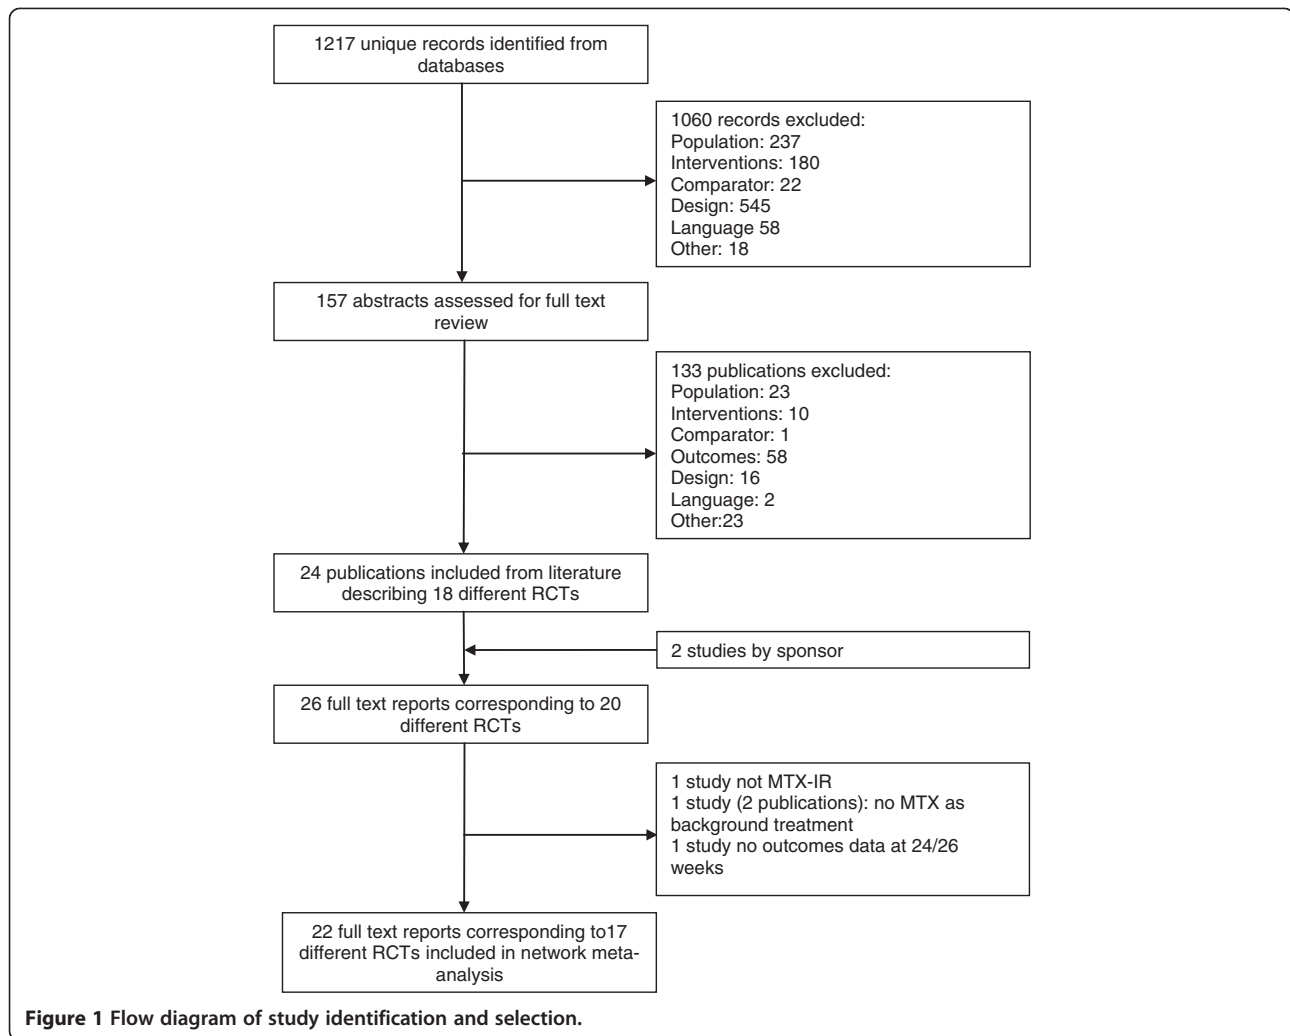 1217 unique records identified from
databases
1060 records excluded:
Population: 237
Interventions: 180
Comparator: 22
Design: 545
Language 58
Other: 18
157 abstracts assessed for full text
review
133 publications excluded:
Population: 23
Interventions: 10
Comparator: 1
Outcomes: 58
Design: 16
Language: 2
Other:23
24 publications included from literature
describing 18 different RCTs
2 studies by sponsor
26 full text reports corresponding to 20
different RCTs
1 study not MTX-IR
1 study (2 publications): no MTX as
background treatment
1 study no outcomes data at 24/26
weeks
22 full text reports corresponding to17
different RCTs included in network meta-
analysis
Figure 1 Flow diagram of study identification and selection.